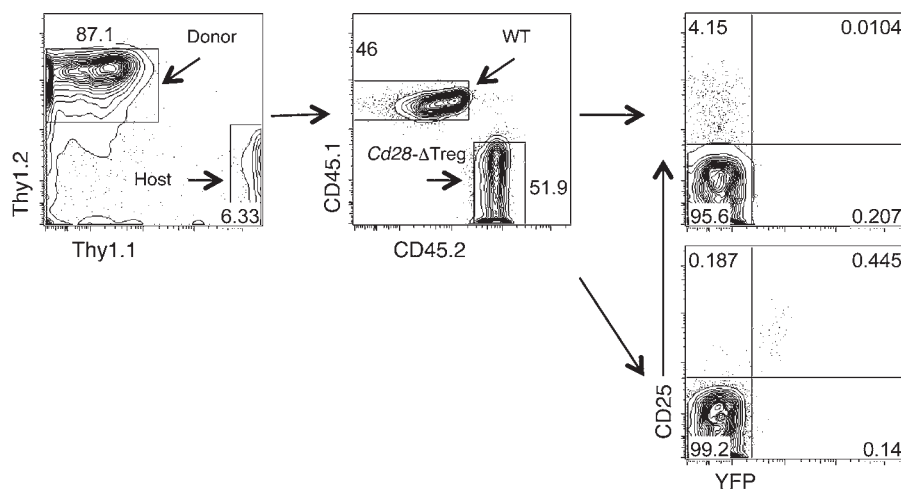 87.1
Donor
Host
6.33
Thy1.2
Thy1.1
46
WT
Cd28-ΔTreg
51.9
CD45.1
CD45.2
4.15
0.0104
95.6
0.207
0.187
0.445
99.2
0.14
CD25
YFP